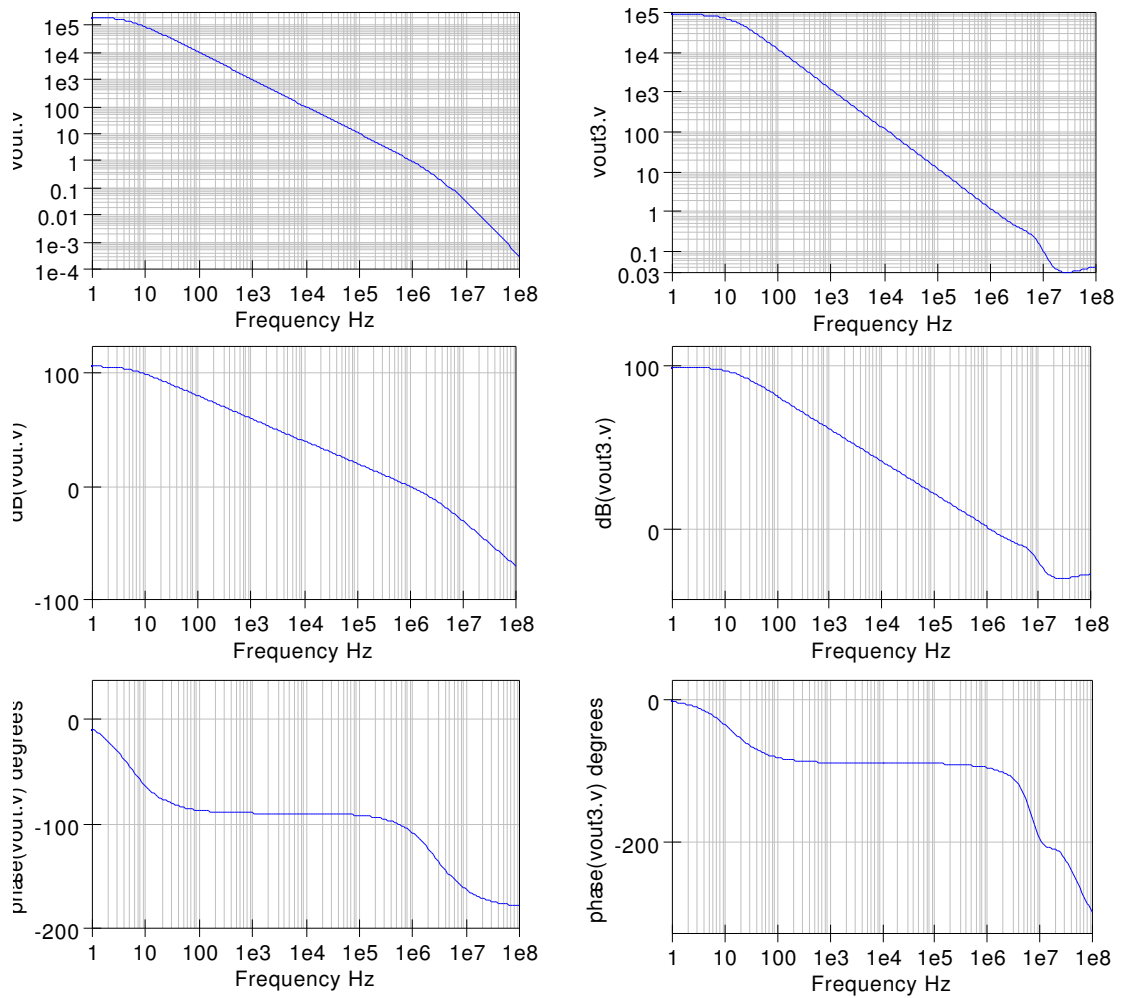 1e5
1e4
1e3
100
10
1
0.1
0.01
1e-3
1e-4
vout.v
1 10 100 1e3 1e4 1e5 1e6 1e7 1e8
Frequency Hz
1e5
1e4
1e3
100
10
1
0.1
0.03
vout3.v
1 10 100 1e3 1e4 1e5 1e6 1e7 1e8
Frequency Hz
100
0
-100
dB(vout.v)
1 10 100 1e3 1e4 1e5 1e6 1e7 1e8
Frequency Hz
100
0
dB(vout3.v)
1 10 100 1e3 1e4 1e5 1e6 1e7 1e8
Frequency Hz
0
-100
-200
phase(vout.v) degrees
1 10 100 1e3 1e4 1e5 1e6 1e7 1e8
Frequency Hz
0
-200
phase(vout3.v) degrees
1 10 100 1e3 1e4 1e5 1e6 1e7 1e8
Frequency Hz